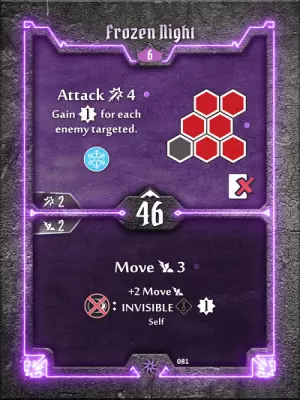 Frozen Night
6
Attack 4
Gain 1 for each
enemy targeted.
2
46
2
Move 3
+2 Move
: INVISIBLE 1
Self
081